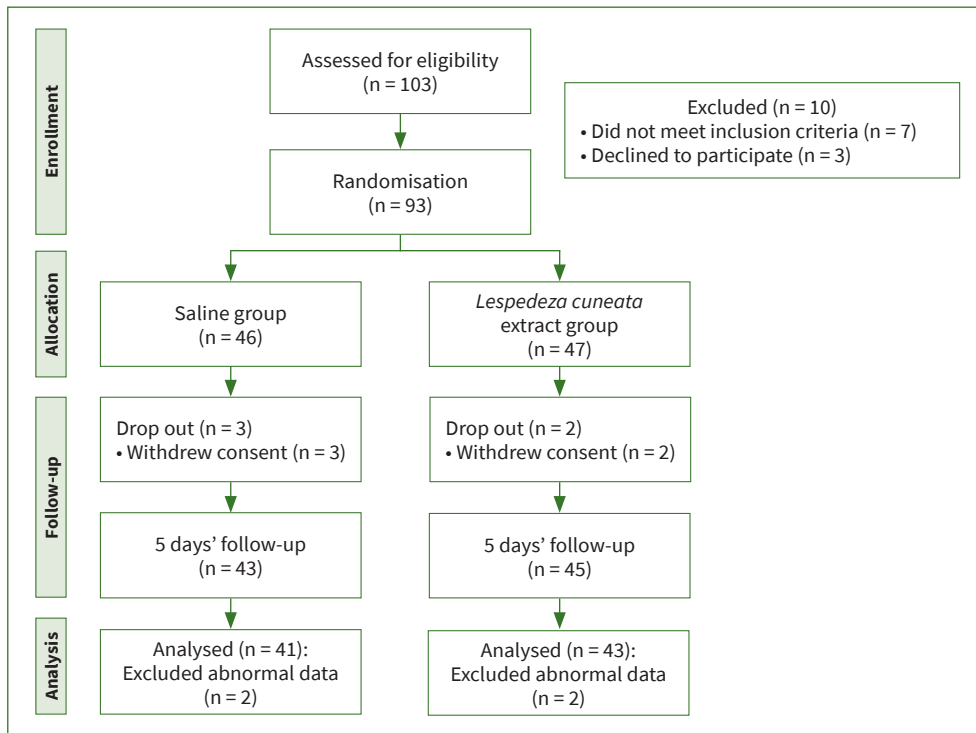 Enrollment
Assessed for eligibility
(n = 103)
Excluded (n = 10)
• Did not meet inclusion criteria (n = 7)
• Declined to participate (n = 3)
Randomisation
(n = 93)
Allocation
Saline group
(n = 46)
Lespedeza cuneata
extract group
(n = 47)
Follow-up
Drop out (n = 3)
• Withdrew consent (n = 3)
Drop out (n = 2)
• Withdrew consent (n = 2)
5 days’ follow-up
(n = 43)
5 days’ follow-up
(n = 45)
Analysis
Analysed (n = 41):
Excluded abnormal data
(n = 2)
Analysed (n = 43):
Excluded abnormal data
(n = 2)